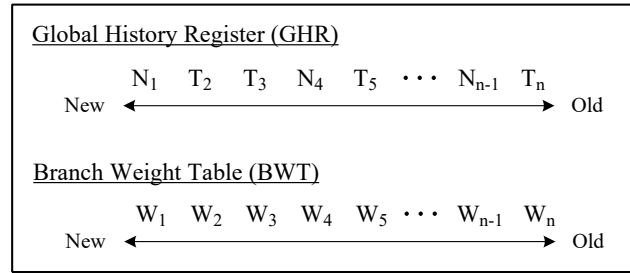 Global History Register (GHR)
N₁ T₂ T₃ N₄ T₅ ··· Nₙ₋₁ Tₙ
New Old
Branch Weight Table (BWT)
W₁ W₂ W₃ W₄ W₅ ··· Wₙ₋₁ Wₙ
New Old